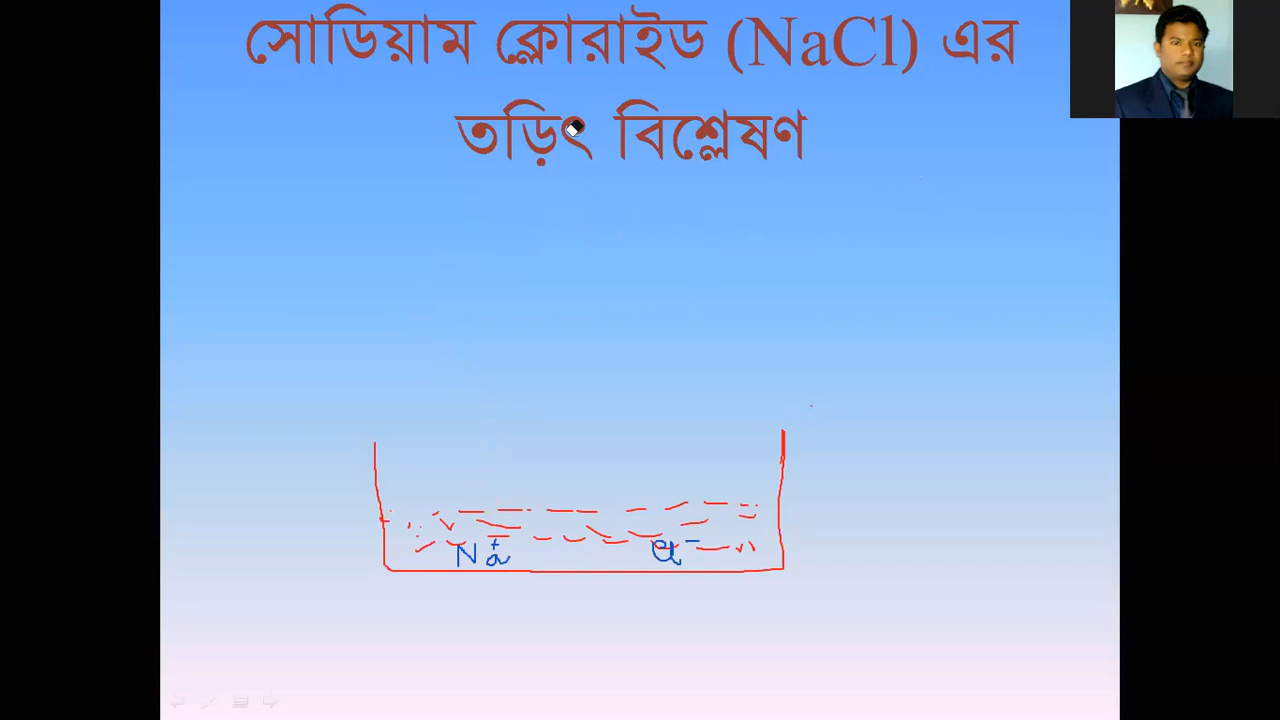 সোডিয়াম ক্লোরাইড (NaCl) এর
তড়িৎ বিশ্লেষণ
Na+ Cl-